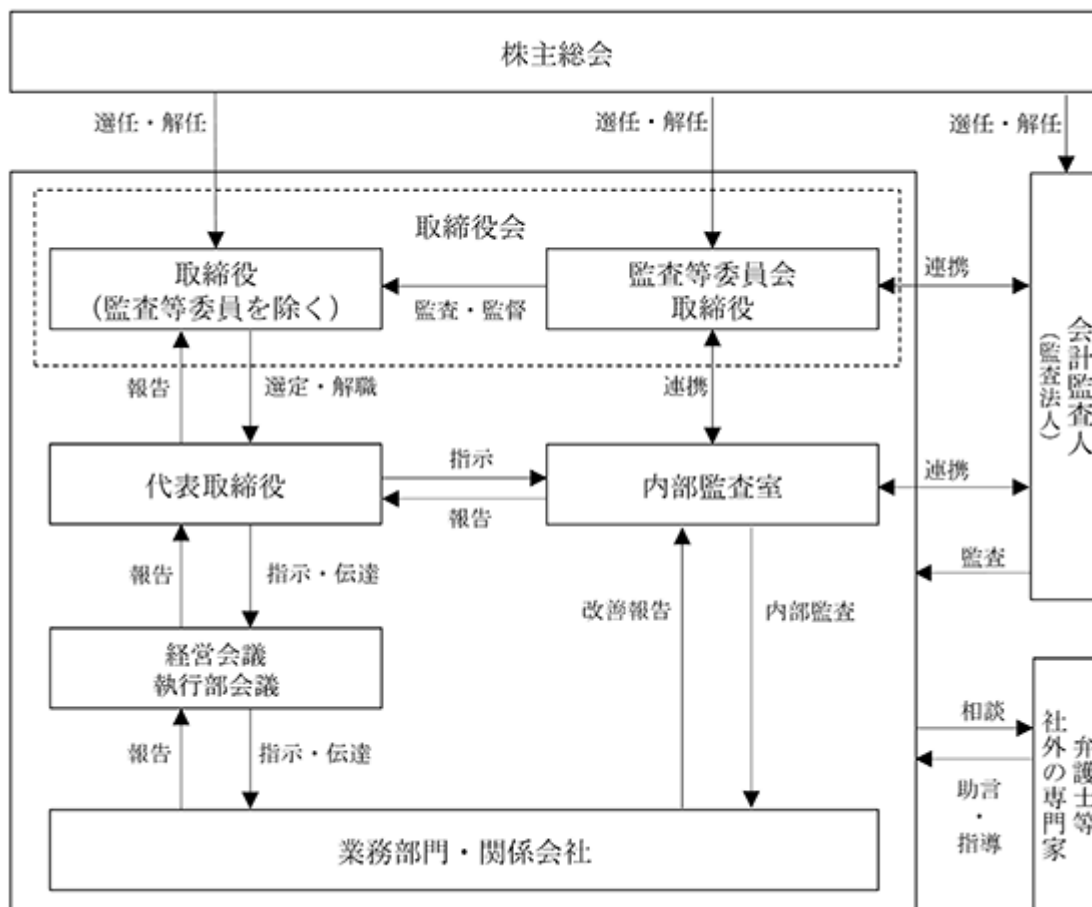 株主総会
選任・解任
選任・解任
選任・解任
取締役会
取締役
(監査等委員を除く)
監査・監督
監査等委員会
取締役
連携
会計監査人
(監査法人)
報告
選定・解職
連携
代表取締役
指示
報告
内部監査室
連携
監査
報告
指示・伝達
改善報告
内部監査
経営会議
執行部会議
報告
指示・伝達
相談
助言
・
指導
弁護士等
社外の専門家
業務部門・関係会社